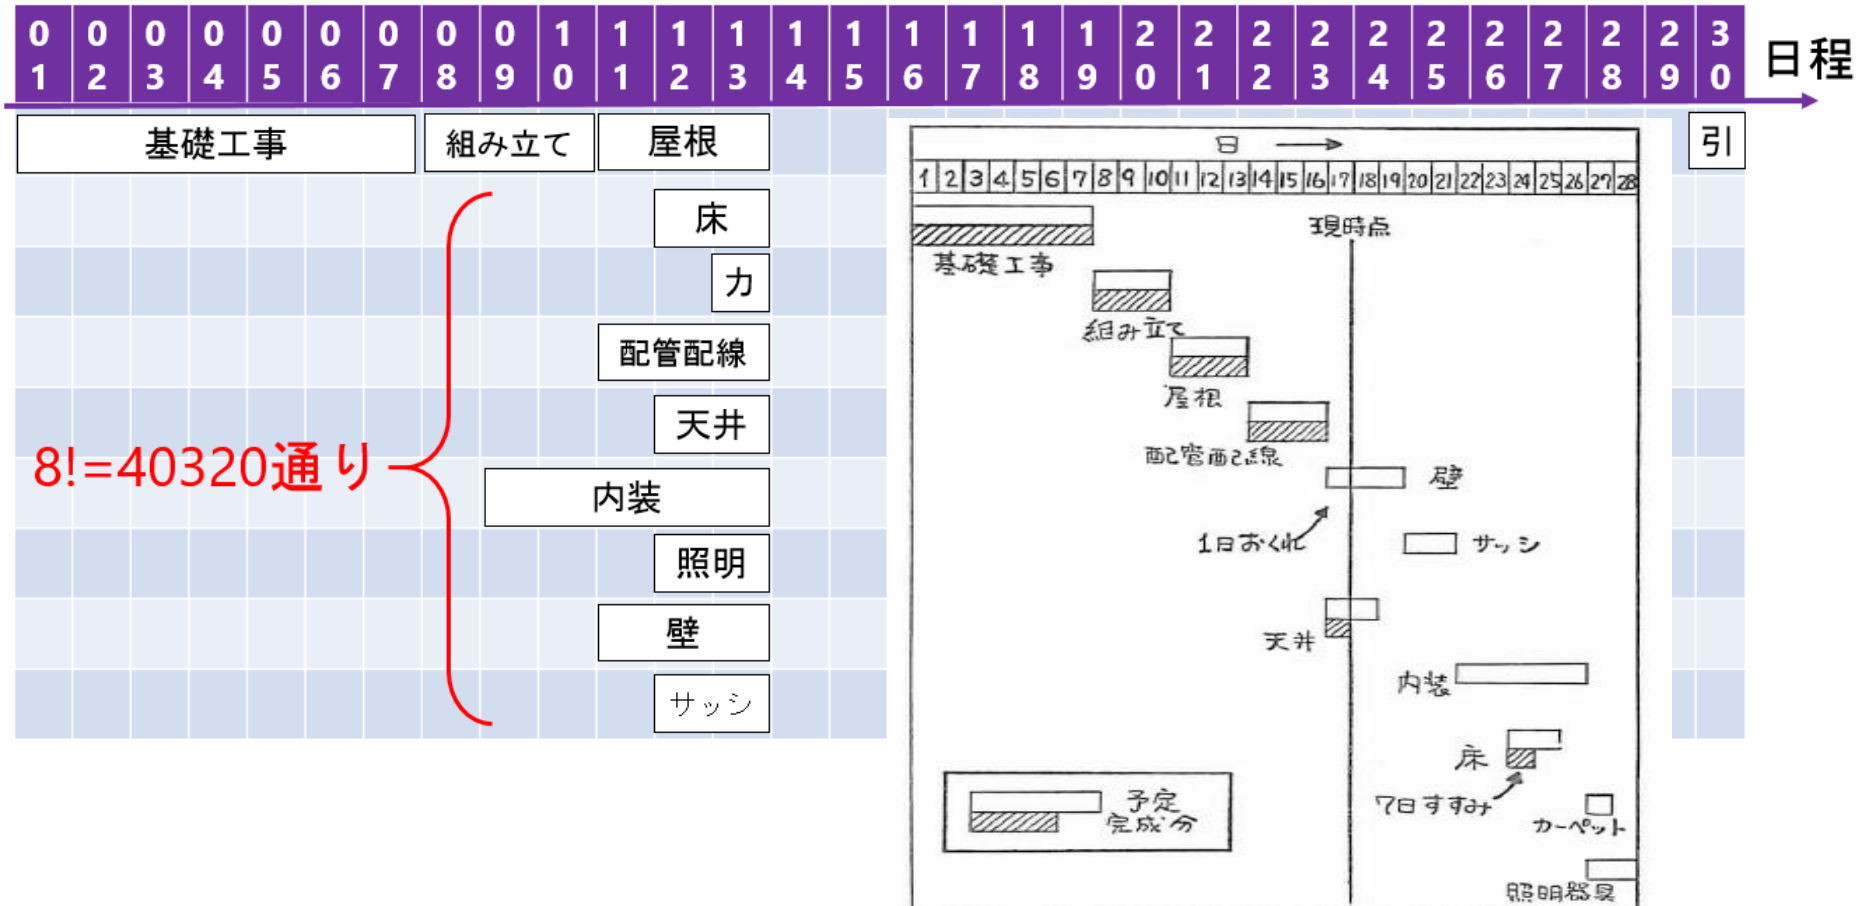 01 02 03 04 05 06 07 08 09 10 11 12 13 14 15 16 17 18 19 20 21 22 23 24 25 26 27 28 29 30 日程
基礎工事 組み立て 屋根 引
床
カ
配管配線
天井
8!=40320通り
内装
照明
壁
サッシ
日
1 2 3 4 5 6 7 8 9 10 11 12 13 14 15 16 17 18 19 20 21 22 23 24 25 26 27 28
現時点
基礎工事
組み立て
屋根
配管配線
壁
1日おくれ
サッシ
天井
内装
床
7日すすみ
カーペット
照明器具
予定
完成分